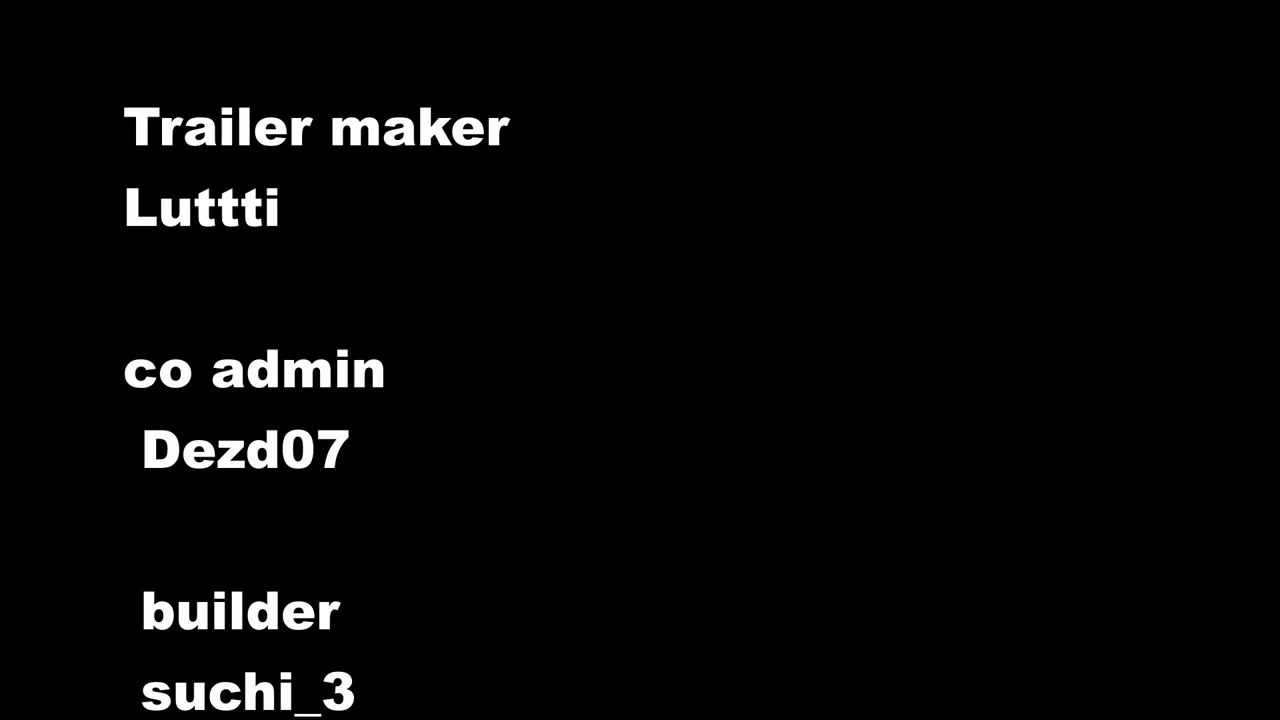 Trailer maker
Luttti
co admin
Dezd07
builder
suchi_3